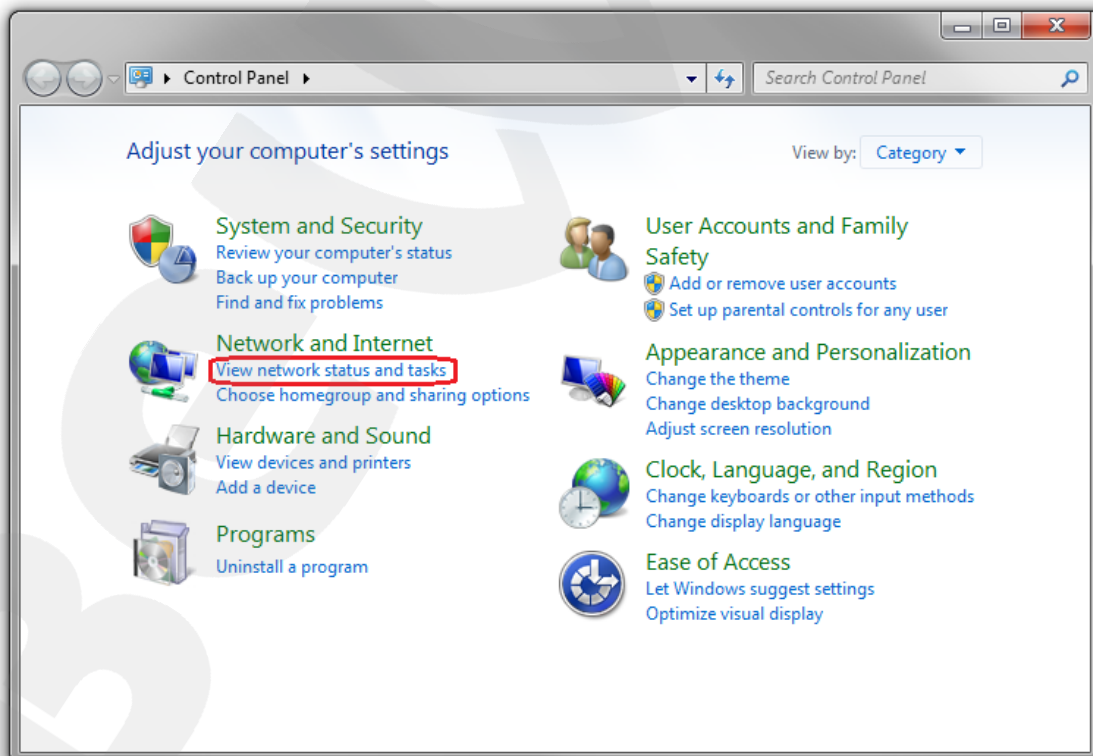 Control Panel
Search Control Panel
Adjust your computer's settings
View by: Category
System and Security
Review your computer's status
Back up your computer
Find and fix problems
Network and Internet
View network status and tasks
Choose homegroup and sharing options
Hardware and Sound
View devices and printers
Add a device
Programs
Uninstall a program
User Accounts and Family
Safety
Add or remove user accounts
Set up parental controls for any user
Appearance and Personalization
Change the theme
Change desktop background
Adjust screen resolution
Clock, Language, and Region
Change keyboards or other input methods
Change display language
Ease of Access
Let Windows suggest settings
Optimize visual display